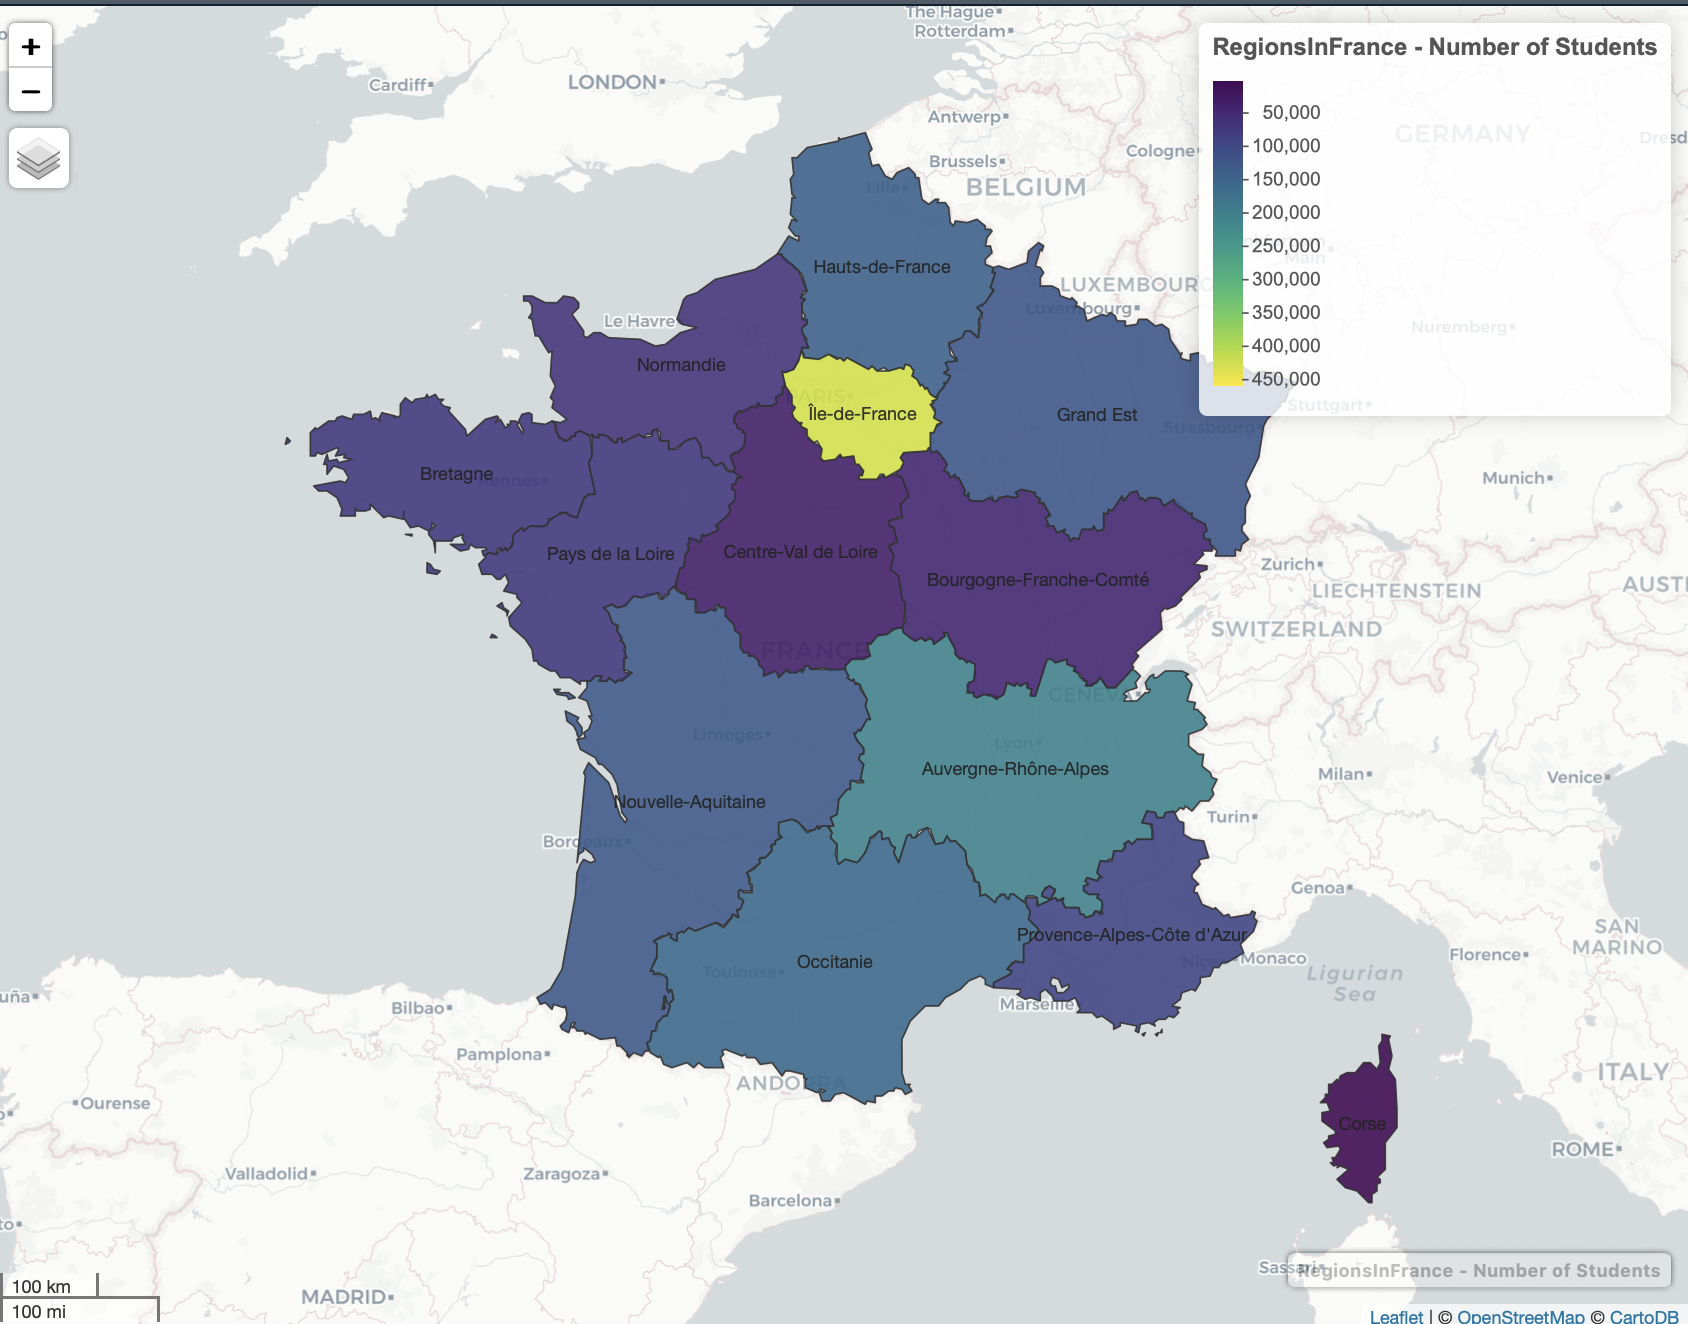 +
−
The Hague
Rotterdam
Cardiff
LONDON
Antwerp
Brussels
Cologne
BELGIUM
Lille
LUXEMBOURG
Luxembourg
RegionsInFrance - Number of Students
50,000
100,000
150,000
200,000
250,000
300,000
350,000
400,000
450,000
GERMANY
Dresd
Main
Nuremberg
Stuttgart
Hauts-de-France
Le Havre
Normandie
PARIS
Île-de-France
Grand Est
Strasbourg
Bretagne
Rennes
Munich
Pays de la Loire
Centre-Val de Loire
Bourgogne-Franche-Comté
Zurich
LIECHTENSTEIN
AUST
SWITZERLAND
FRANCE
GENEVA
Limoges
Lyon
Auvergne-Rhône-Alpes
Milan
Venice
Nouvelle-Aquitaine
Turin
Bordeaux
Genoa
Provence-Alpes-Côte d'Azur
SAN
MARINO
Occitanie
Toulouse
Nice
Monaco
Florence
Ligurian
Sea
Marseille
uña
Bilbao
Pamplona
ANDORRA
ITALY
Ourense
Corse
ROME
Valladolid
Zaragoza
Barcelona
to
Sassari
RegionsInFrance - Number of Students
100 km
100 mi
MADRID
Leaflet | © OpenStreetMap © CartoDB